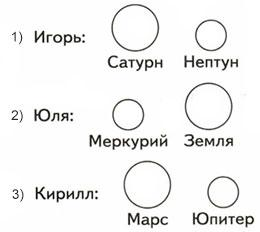 1) Игорь:
Сатурн Нептун
2) Юля:
Меркурий Земля
3) Кирилл:
Марс Юпитер